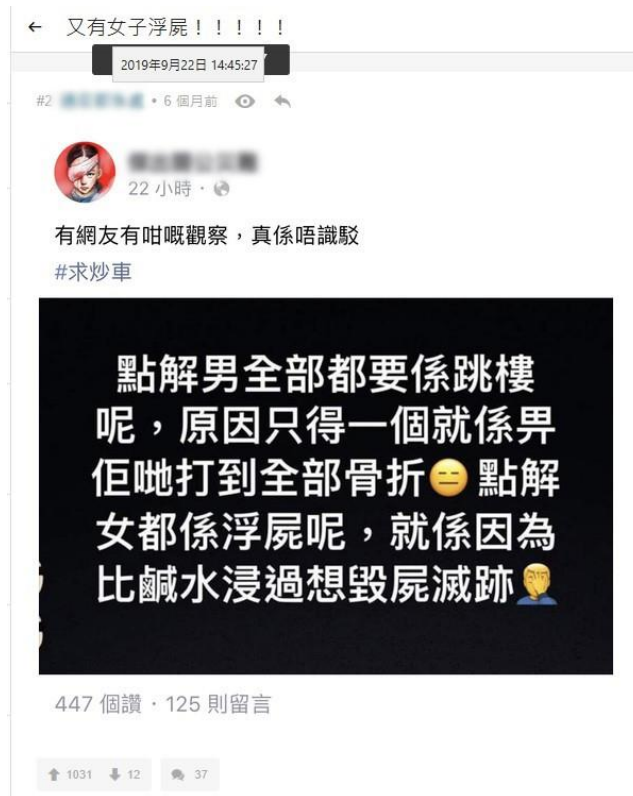 ← 又有女子浮屍！！！！！
2019年9月22日 14:45:27
#2 • 6 個月前
22 小時 ·
有網友有咁嘅觀察，真係唔識駁
#求炒車
點解男全部都要係跳樓
呢，原因只得一個就係畀
佢哋打到全部骨折😑點解
女都係浮屍呢，就係因為
比鹹水浸過想毀屍滅跡🤦
447 個讚 · 125 則留言
1031 12 37